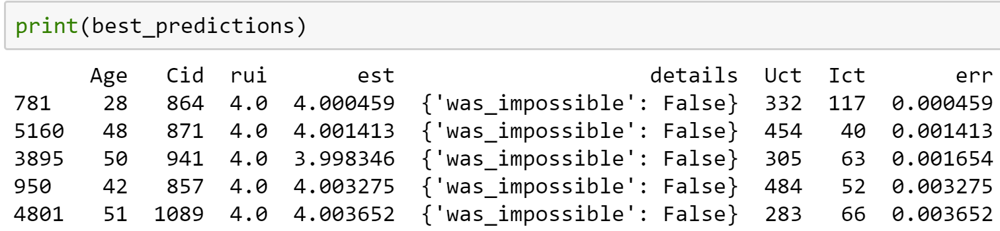 print(best_predictions)
Age Cid rui est details Uct Ict err
781 28 864 4.0 4.000459 {'was_impossible': False} 332 117 0.000459
5160 48 871 4.0 4.001413 {'was_impossible': False} 454 40 0.001413
3895 50 941 4.0 3.998346 {'was_impossible': False} 305 63 0.001654
950 42 857 4.0 4.003275 {'was_impossible': False} 484 52 0.003275
4801 51 1089 4.0 4.003652 {'was_impossible': False} 283 66 0.003652